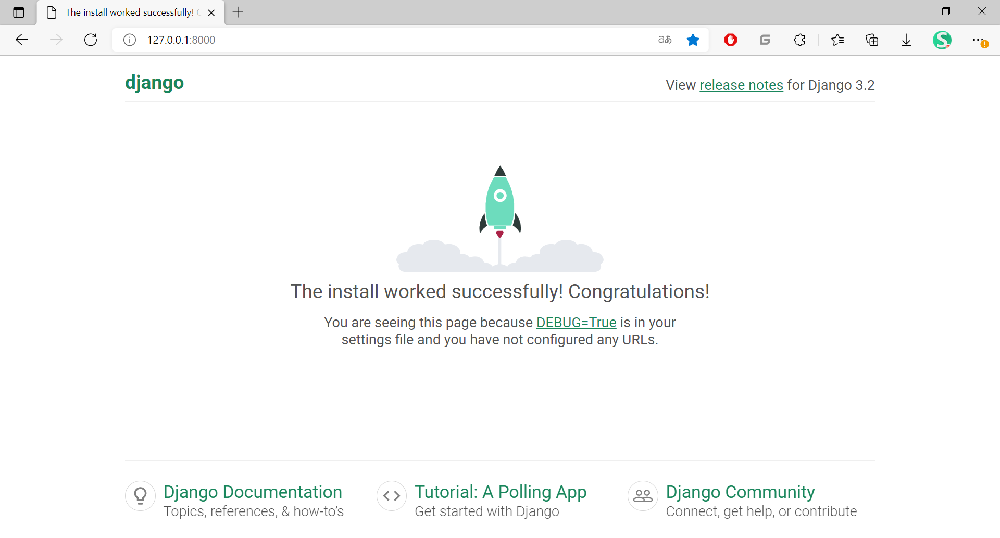 The install worked successfully! C
127.0.0.1:8000
aあ
django
View release notes for Django 3.2
The install worked successfully! Congratulations!
You are seeing this page because DEBUG=True is in your
settings file and you have not configured any URLs.
Django Documentation
Topics, references, & how-to’s
Tutorial: A Polling App
Get started with Django
Django Community
Connect, get help, or contribute